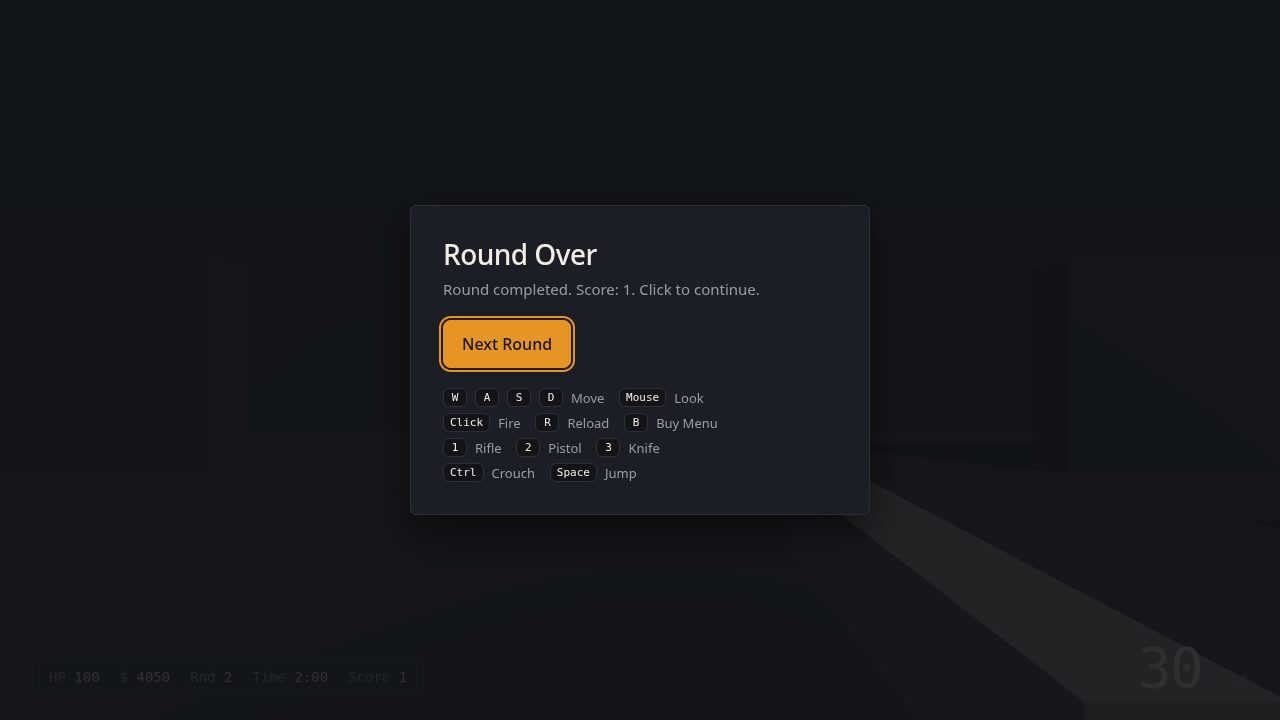 Round Over
Round completed. Score: 1. Click to continue.
Next Round
W A S D Move Mouse Look
Click Fire R Reload B Buy Menu
1 Rifle 2 Pistol 3 Knife
Ctrl Crouch Space Jump
HP 100 $ 4050 Rnd 2 Time 2:00 Score 1
30